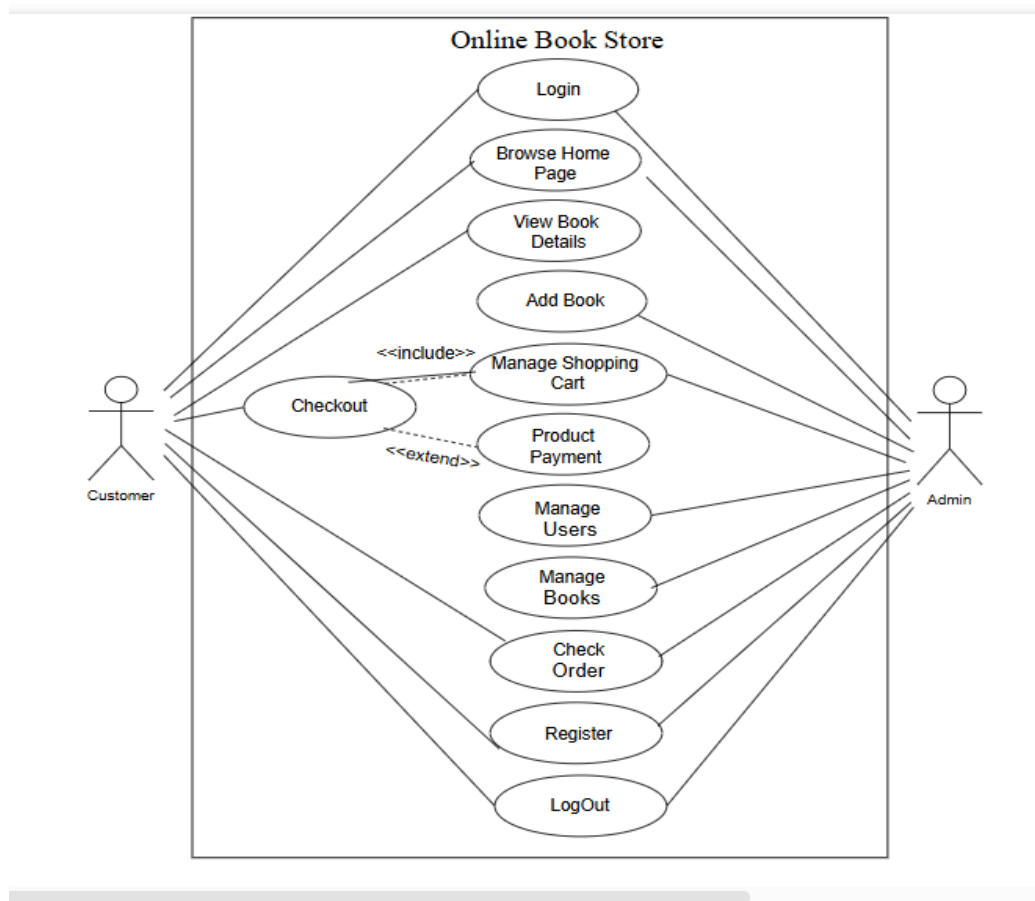 Online Book Store
Login
Browse Home
Page
View Book
Details
Add Book
<<include>>
Manage Shopping
Cart
Checkout
Product
Payment
<<extend>>
Customer
Admin
Manage
Users
Manage
Books
Check
Order
Register
LogOut